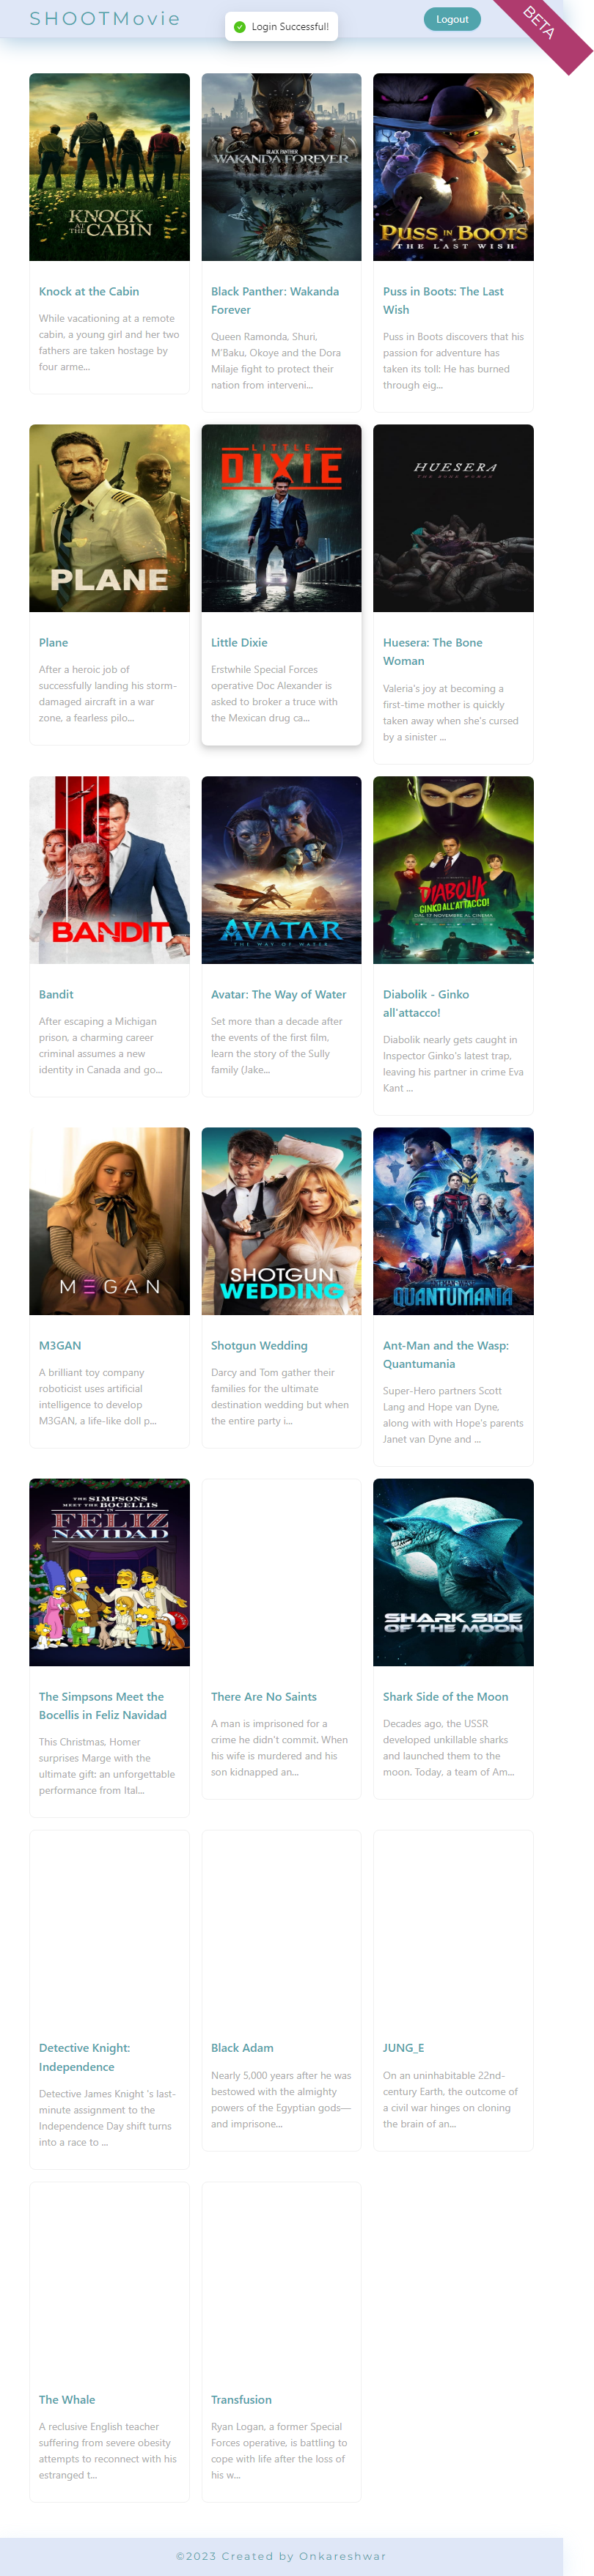 SHOOTMovie
Login Successful!
Logout
BETA
KNOCK
AT THE CABIN
BLACK PANTHER
WAKANDA FOREVER
PUSS IN BOOTS
THE LAST WISH
Knock at the Cabin
While vacationing at a remote
cabin, a young girl and her two
fathers are taken hostage by
four arme...
Black Panther: Wakanda
Forever
Queen Ramonda, Shuri,
M'Baku, Okoye and the Dora
Milaje fight to protect their
nation from interveni...
Puss in Boots: The Last
Wish
Puss in Boots discovers that his
passion for adventure has
taken its toll: He has burned
through eig...
PLANE
LITTLE
DIXIE
HUESERA
THE BONE WOMAN
Plane
After a heroic job of
successfully landing his storm-
damaged aircraft in a war
zone, a fearless pilo...
Little Dixie
Erstwhile Special Forces
operative Doc Alexander is
asked to broker a truce with
the Mexican drug ca...
Huesera: The Bone
Woman
Valeria's joy at becoming a
first-time mother is quickly
taken away when she's cursed
by a sinister ...
BANDIT
AVATAR
THE WAY OF WATER
DIABOLIK
GINKO ALL'ATTACCO!
DAL 17 NOVEMBRE AL CINEMA
Bandit
After escaping a Michigan
prison, a charming career
criminal assumes a new
identity in Canada and go...
Avatar: The Way of Water
Set more than a decade after
the events of the first film,
learn the story of the Sully
family (Jake...
Diabolik - Ginko
all'attacco!
Diabolik nearly gets caught in
Inspector Ginko's latest trap,
leaving his partner in crime Eva
Kant ...
M3GAN
SHOTGUN
WEDDING
ANT-MAN AND THE WASP
QUANTUMANIA
M3GAN
A brilliant toy company
roboticist uses artificial
intelligence to develop
M3GAN, a life-like doll p...
Shotgun Wedding
Darcy and Tom gather their
families for the ultimate
destination wedding but when
the entire party i...
Ant-Man and the Wasp:
Quantumania
Super-Hero partners Scott
Lang and Hope van Dyne,
along with with Hope's parents
Janet van Dyne and ...
THE SIMPSONS
MEET THE BOCELLIS
IN
FELIZ
NAVIDAD
SHARK SIDE
OF THE MOON
The Simpsons Meet the
Bocellis in Feliz Navidad
This Christmas, Homer
surprises Marge with the
ultimate gift: an unforgettable
performance from Ital...
There Are No Saints
A man is imprisoned for a
crime he didn't commit. When
his wife is murdered and his
son kidnapped an...
Shark Side of the Moon
Decades ago, the USSR
developed unkillable sharks
and launched them to the
moon. Today, a team of Am...
Detective Knight:
Independence
Detective James Knight 's last-
minute assignment to the
Independence Day shift turns
into a race to ...
Black Adam
Nearly 5,000 years after he was
bestowed with the almighty
powers of the Egyptian gods—
and imprisone...
JUNG_E
On an uninhabitable 22nd-
century Earth, the outcome of
a civil war hinges on cloning
the brain of an...
The Whale
A reclusive English teacher
suffering from severe obesity
attempts to reconnect with his
estranged t...
Transfusion
Ryan Logan, a former Special
Forces operative, is battling to
cope with life after the loss of
his w...
©2023 Created by Onkareshwar